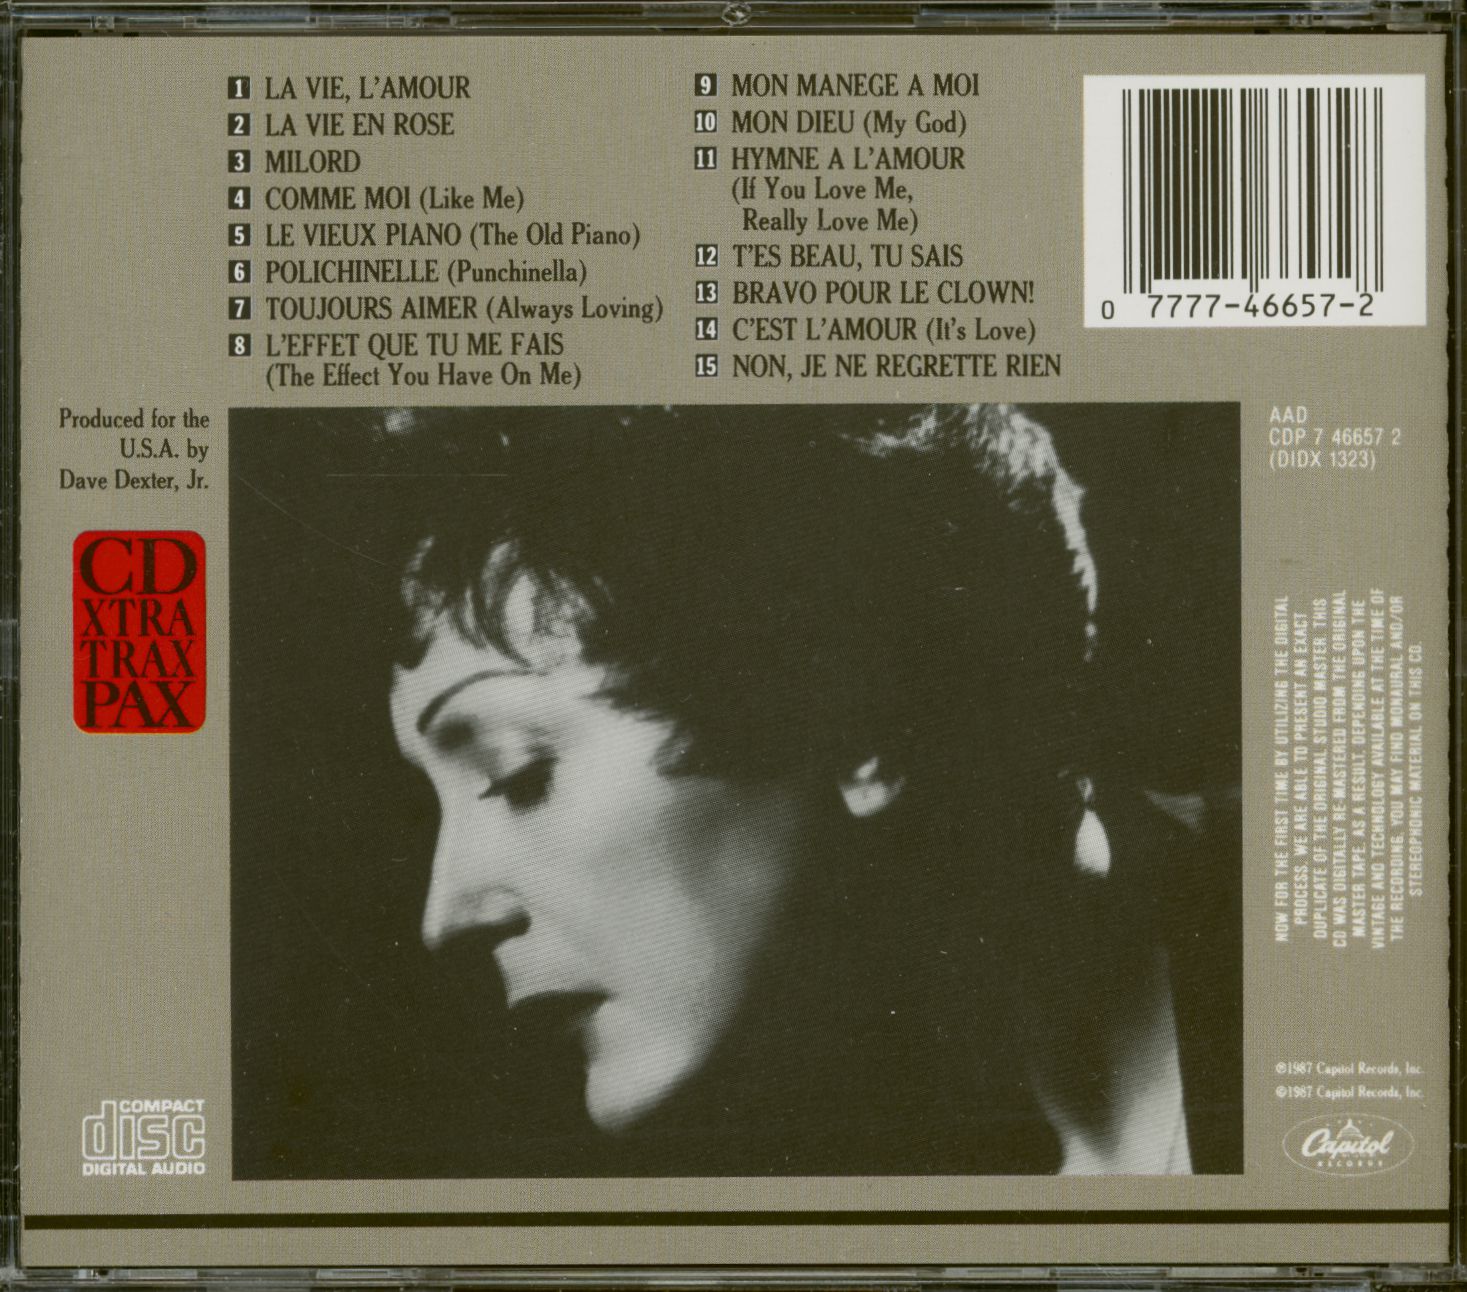 1 LA VIE, L'AMOUR
2 LA VIE EN ROSE
3 MILORD
4 COMME MOI (Like Me)
5 LE VIEUX PIANO (The Old Piano)
6 POLICHINELLE (Punchinella)
7 TOUJOURS AIMER (Always Loving)
8 L'EFFET QUE TU ME FAIS
(The Effect You Have On Me)
9 MON MANEGE A MOI
10 MON DIEU (My God)
11 HYMNE A L'AMOUR
(If You Love Me,
Really Love Me)
12 T'ES BEAU, TU SAIS
13 BRAVO POUR LE CLOWN!
14 C'EST L'AMOUR (It's Love)
15 NON, JE NE REGRETTE RIEN
0 7777-46657-2
Produced for the
U.S.A. by
Dave Dexter, Jr.
CD
XTRA
TRAX
PAX
AAD
CDP 7 46657 2
(DIDX 1323)
NOW FOR THE FIRST TIME BY UTILIZING THE DIGITAL
PROCESS, WE ARE ABLE TO PRESENT AN EXACT
DUPLICATE OF THE ORIGINAL STUDIO MASTER. THIS
CD WAS DIGITALLY RE-MASTERED FROM THE ORIGINAL
MASTER TAPE. AS A RESULT, DEPENDING UPON THE
VINTAGE AND TECHNOLOGY AVAILABLE AT THE TIME OF
THE RECORDING, YOU MAY FIND MONAURAL AND/OR
STEREOPHONIC MATERIAL ON THIS CD.
℗1987 Capitol Records, Inc.
©1987 Capitol Records, Inc.
Capitol
RECORDS
COMPACT
disc
DIGITAL AUDIO